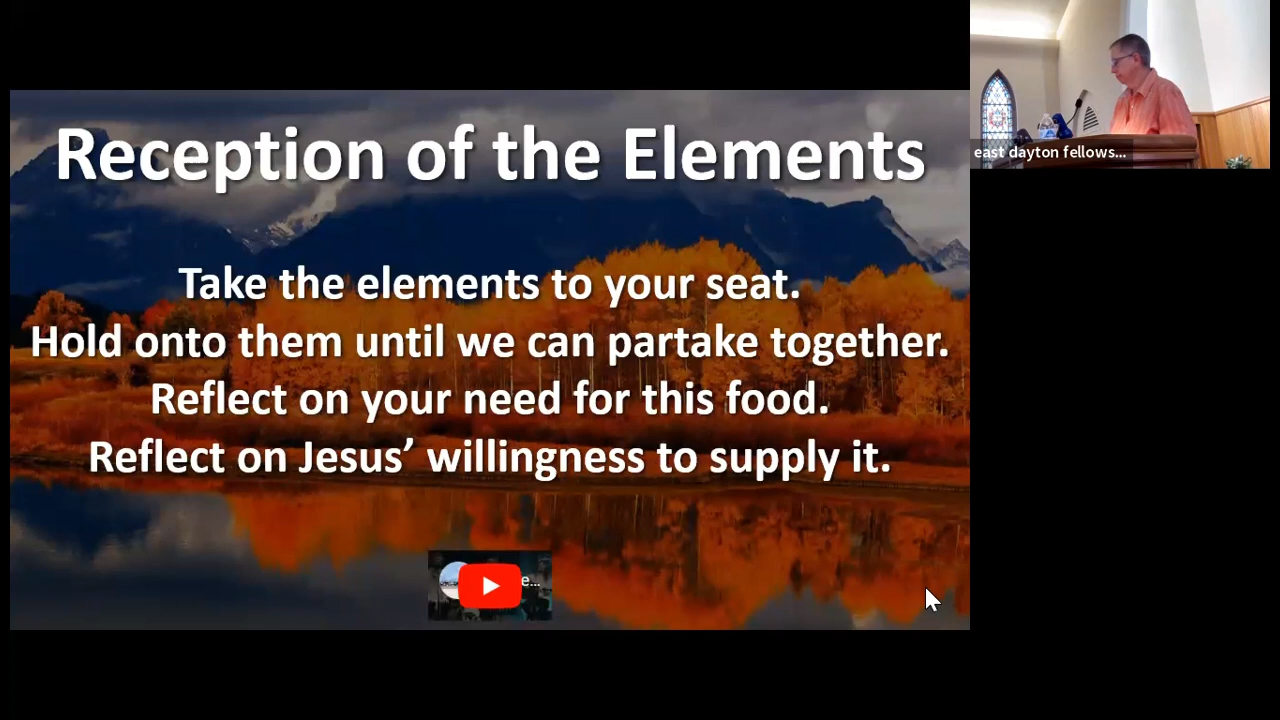 Reception of the Elements
Take the elements to your seat.
Hold onto them until we can partake together.
Reflect on your need for this food.
Reflect on Jesus’ willingness to supply it.
east dayton fellows...
e...